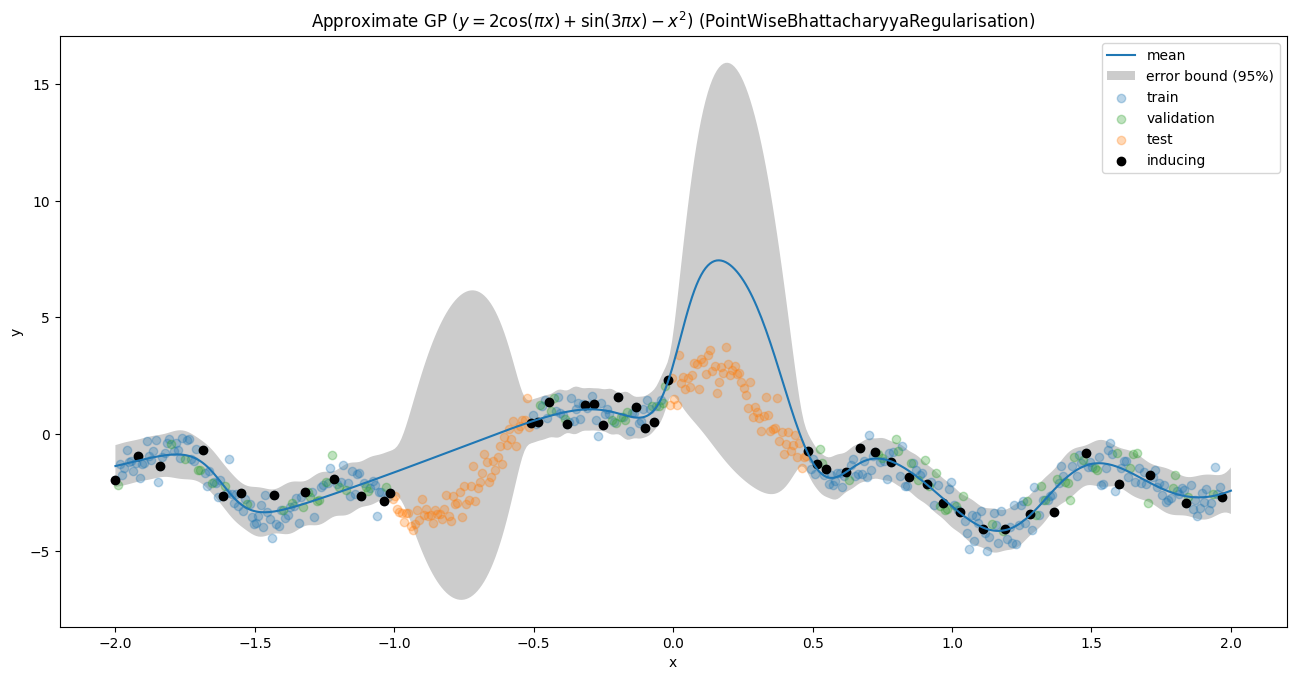 Approximate GP (y = 2cos(πx) + sin(3πx) − x²) (PointWiseBhattacharyyaRegularisation)
mean
error bound (95%)
train
validation
test
inducing
15
10
5
0
−5
y
−2.0 −1.5 −1.0 −0.5 0.0 0.5 1.0 1.5 2.0
x